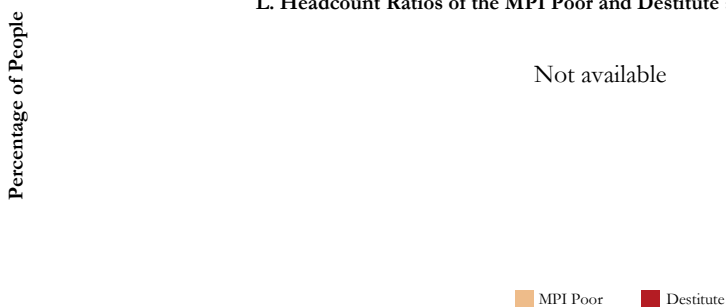 L. Headcount Ratios of the MPI Poor and Destitute
Percentage of People
Not available
MPI Poor
Destitute